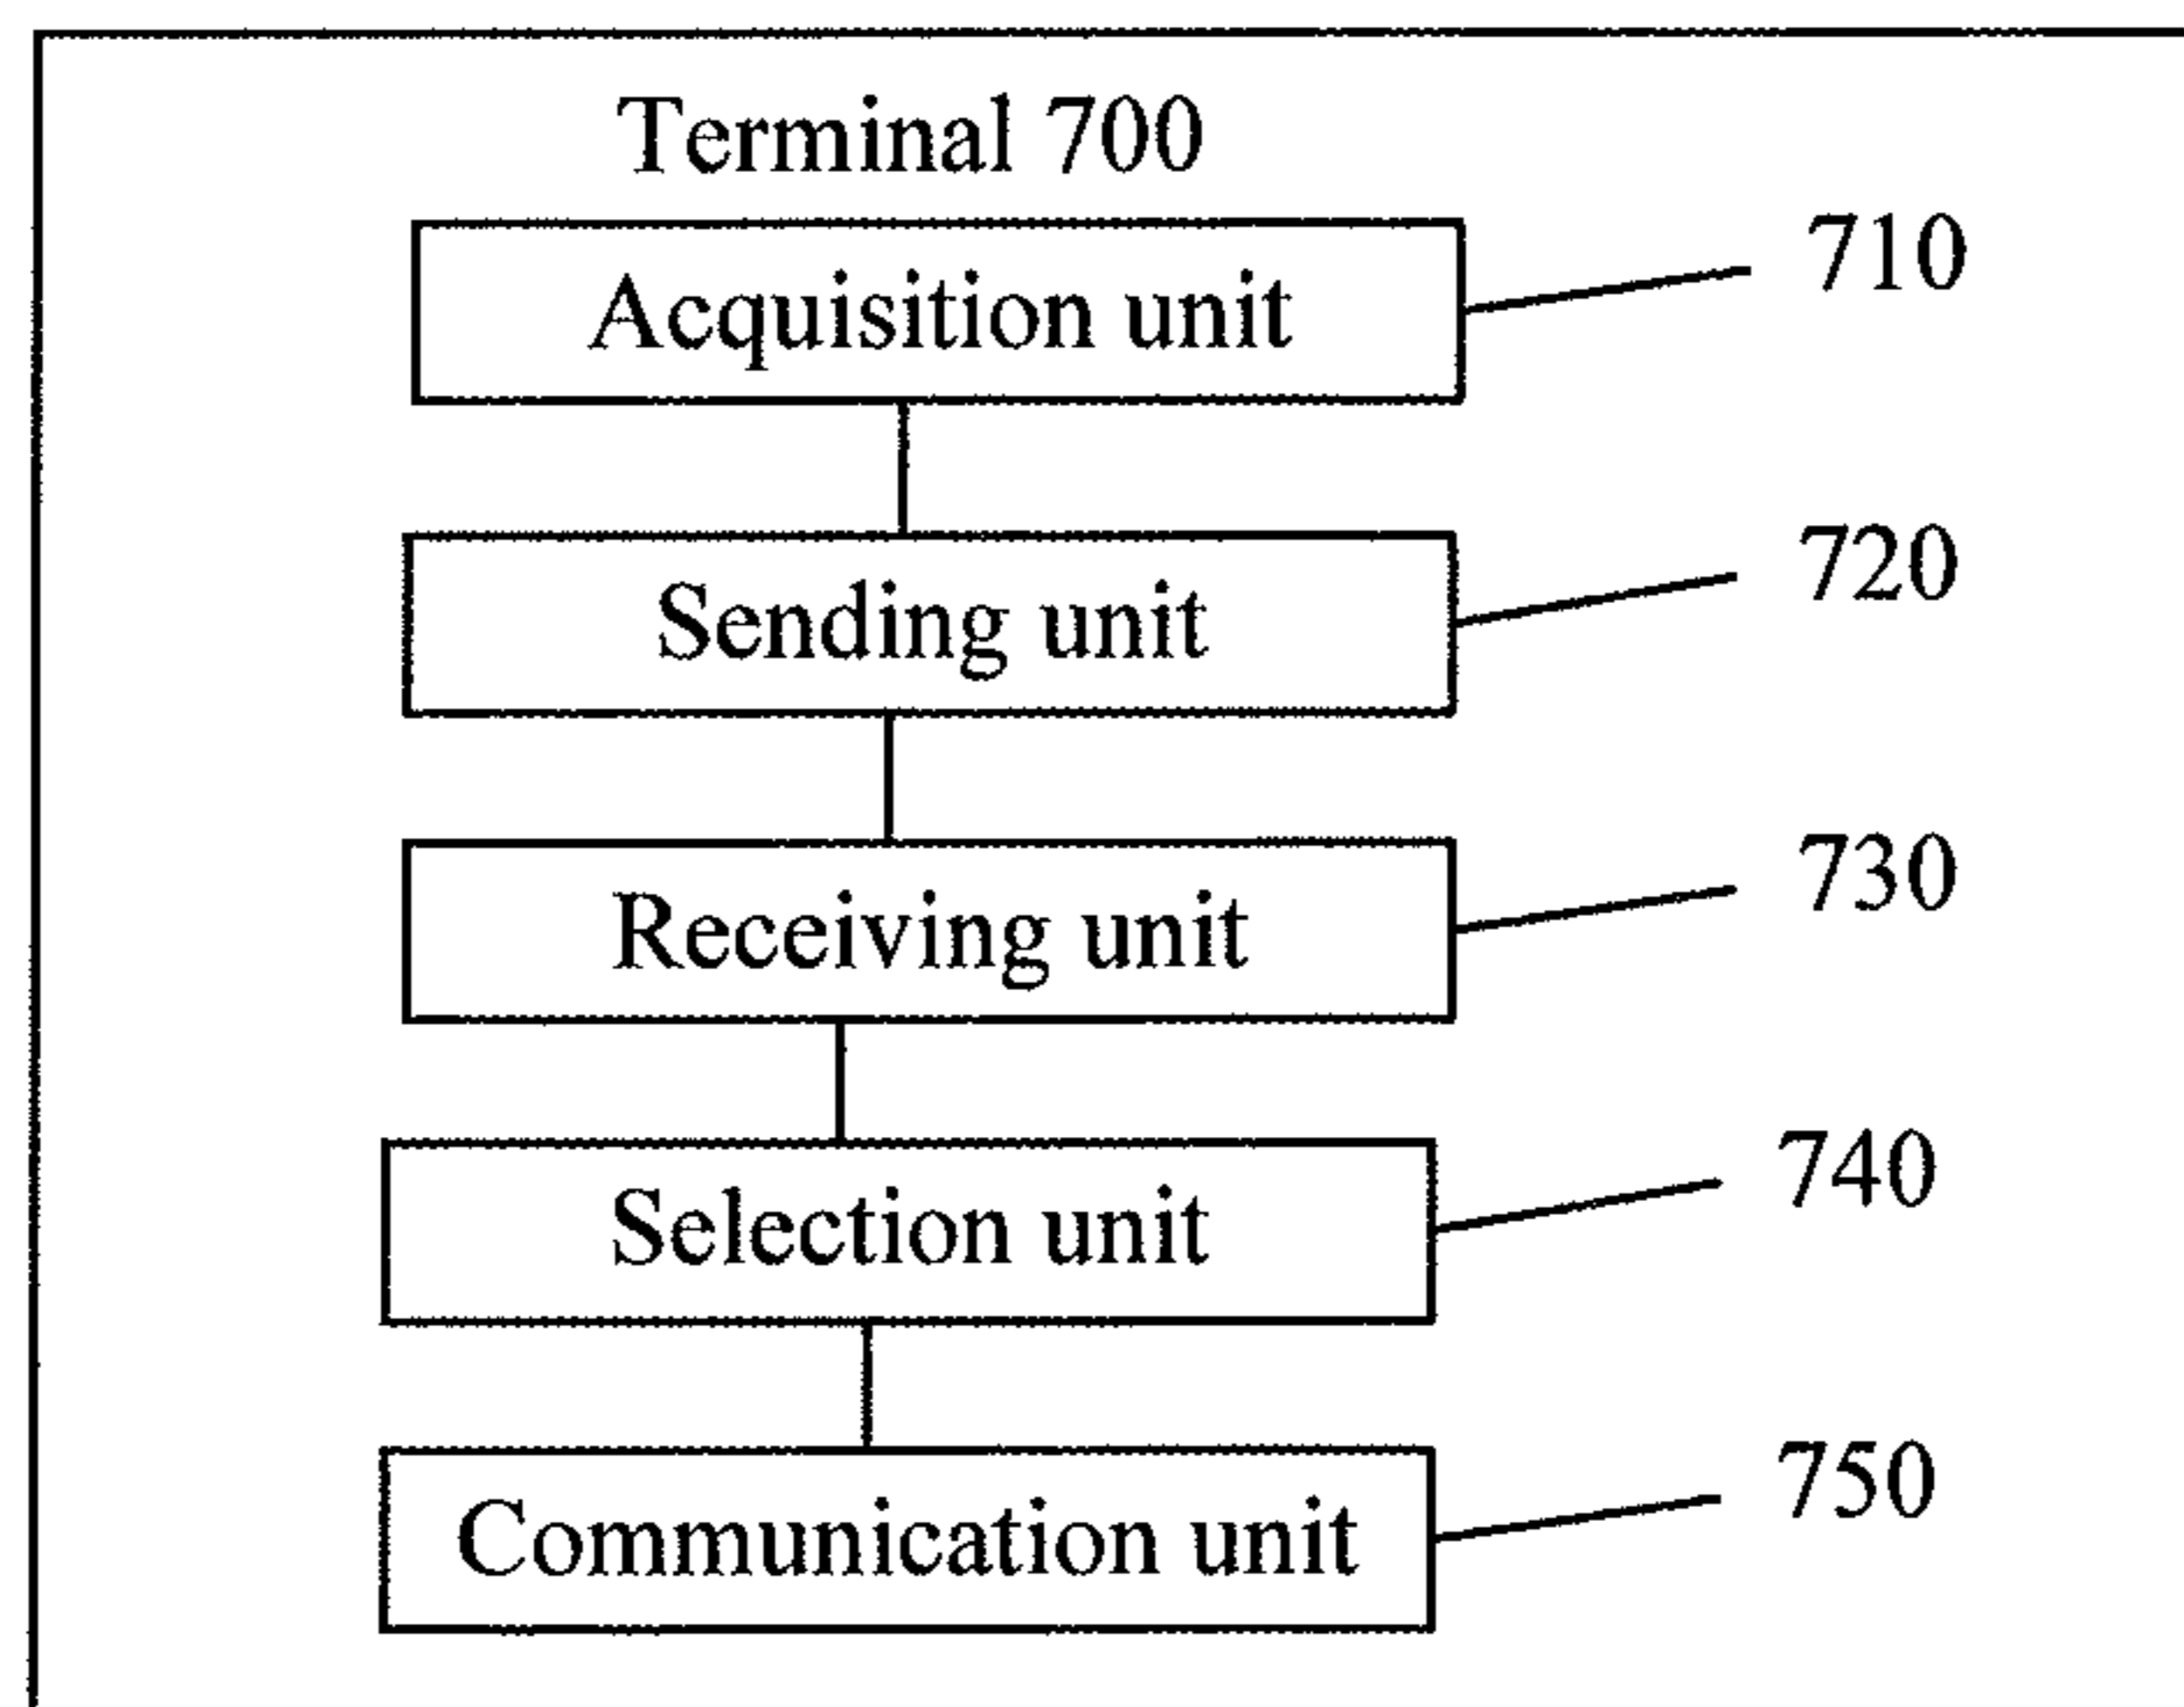 Terminal 700
Acquisition unit
710
Sending unit
720
Receiving unit
730
Selection unit
740
Communication unit
750